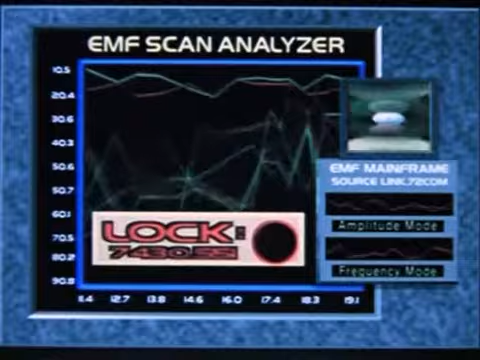 EMF SCAN ANALYZER
10.5
20.4
30.6
40.3
50.6
50.7
60.1
70.5
80.2
90.8
11.4 12.7 13.8 14.6 16.0 17.4 18.3 19.1
LOCK
EMF MAINFRAME
SOURCE LINK.72COM
Amplitude Mode
Frequency Mode